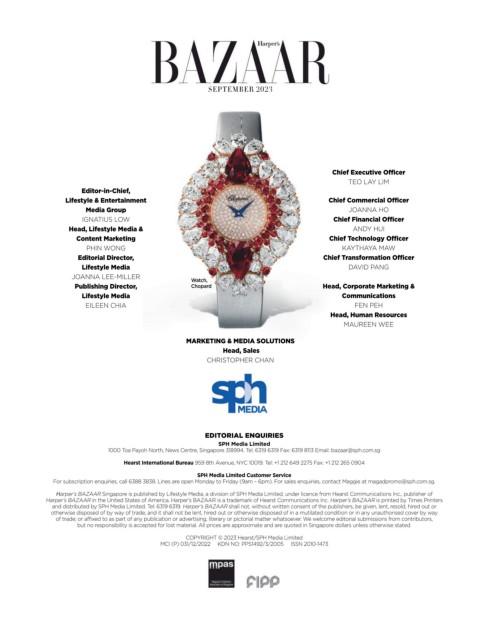 Harper's
BAZAAR
SEPTEMBER 2023
Chopard
Editor-in-Chief,
Lifestyle & Entertainment
Media Group
IGNATIUS LOW
Head, Lifestyle Media &
Content Marketing
PHIN WONG
Editorial Director,
Lifestyle Media
JOANNA LEE-MILLER
Publishing Director,
Lifestyle Media
EILEEN CHIA
Watch,
Chopard
Chief Executive Officer
TEO LAY LIM
Chief Commercial Officer
JOANNA HO
Chief Financial Officer
ANDY HUI
Chief Technology Officer
KAYTHAYA MAW
Chief Transformation Officer
DAVID PANG
Head, Corporate Marketing &
Communications
FEN PEH
Head, Human Resources
MAUREEN WEE
MARKETING & MEDIA SOLUTIONS
Head, Sales
CHRISTOPHER CHAN
sph
MEDIA
EDITORIAL ENQUIRIES
SPH Media Limited
1000 Toa Payoh North, News Centre, Singapore 318994. Tel: 6319 6319 Fax: 6319 8113 Email: bazaar@sph.com.sg
Hearst International Bureau 959 8th Avenue, NYC 10019. Tel: +1 212 649 2275 Fax: +1 212 265 0904
SPH Media Limited Customer Service
For subscription enquiries, call 6388 3838. Lines are open Monday to Friday (9am – 6pm). For sales enquiries, contact Maggie at magadpromo@sph.com.sg.
Harper's BAZAAR Singapore is published by Lifestyle Media, a division of SPH Media Limited, under licence from Hearst Communications Inc., publisher of
Harper's BAZAAR in the United States of America. Harper's BAZAAR is a trademark of Hearst Communications Inc. Harper's BAZAAR is printed by Times Printers
and distributed by SPH Media Limited. Tel: 6319 6319. Harper's BAZAAR shall not, without written consent of the publishers, be given, lent, resold, hired out or
otherwise disposed of by way of trade, and it shall not be lent, hired out or otherwise disposed of in a mutilated condition or in any unauthorised cover by way
of trade; or affixed to as part of any publication or advertising, literary or pictorial matter whatsoever. We welcome editorial submissions from contributors,
but no responsibility is accepted for lost material. All prices are approximate and are quoted in Singapore dollars unless otherwise stated.
COPYRIGHT © 2023 Hearst/SPH Media Limited
MCI (P) 031/12/2022 KDN NO: PPS1492/3/2005 ISSN 2010-1473
mpas
fipp